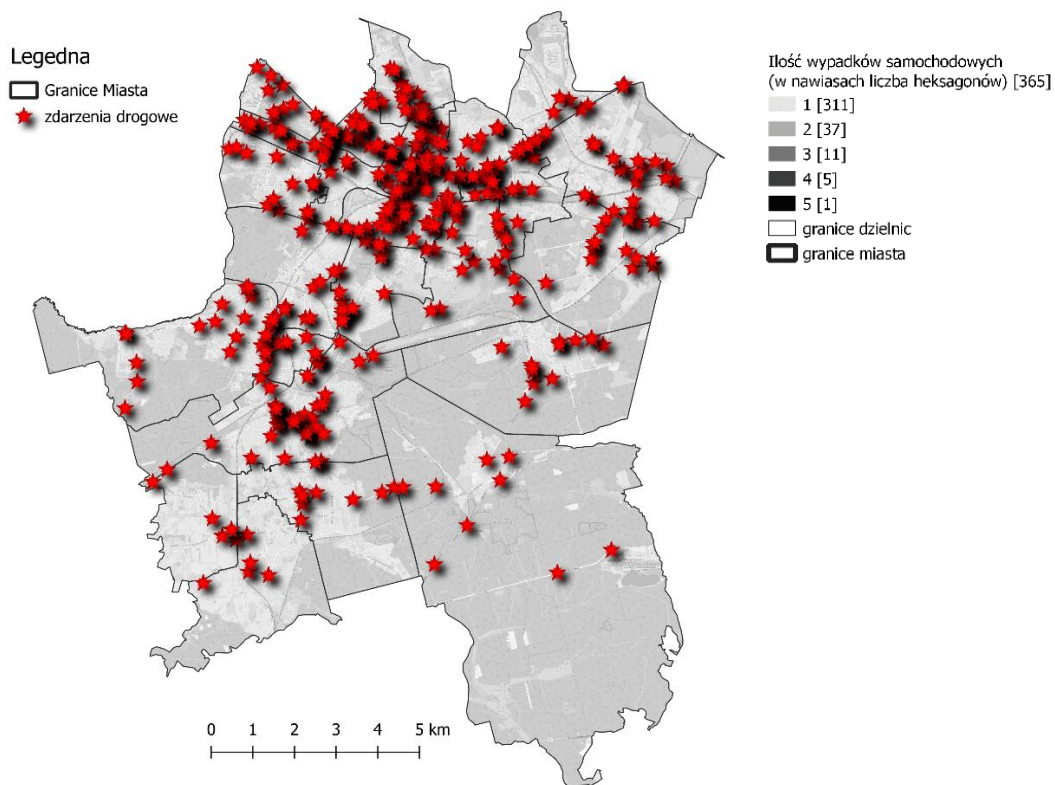 Legedna
Granice Miasta
zdarzenia drogowe
Ilość wypadków samochodowych
(w nawiasach liczba heksagonów) [365]
1 [311]
2 [37]
3 [11]
4 [5]
5 [1]
granice dzielnic
granice miasta
0 1 2 3 4 5 km